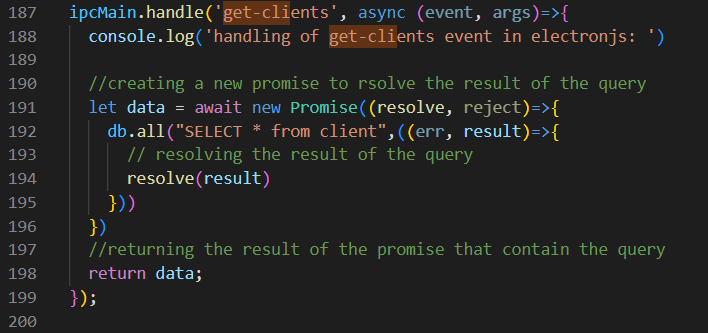 187 ipcMain.handle('get-clients', async (event, args)=>{
188 console.log('handling of get-clients event in electronjs: ')
189
190 //creating a new promise to rsolve the result of the query
191 let data = await new Promise((resolve, reject)=>{
192 db.all("SELECT * from client",((err, result)=>{
193 // resolving the result of the query
194 resolve(result)
195 }))
196 })
197 //returning the result of the promise that contain the query
198 return data;
199 });
200